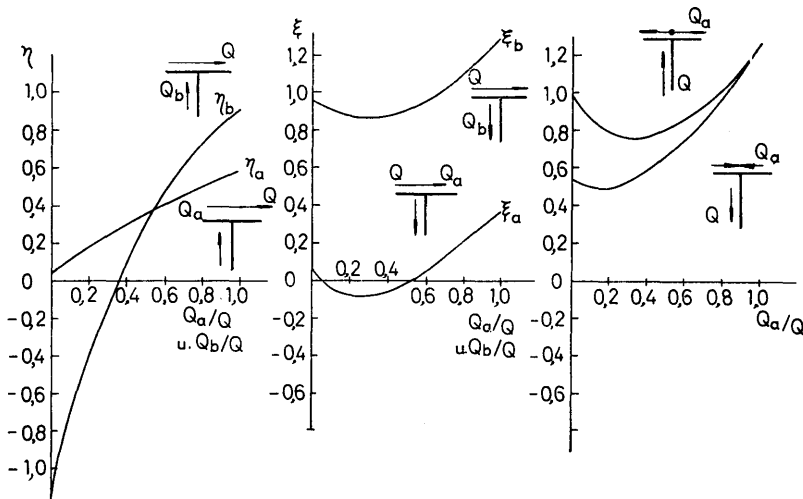 η
Q
Q_b
η_b
η_a
Q_a
Q
1,0
0,8
0,6
0,4
0,2
0
-0,2
-0,4
-0,6
-0,8
-1,0
0,2 0,4 0,6 0,8 1,0
Q_a/Q
u. Q_b/Q
ξ
1,2
1,0
0,8
0,6
0,4
0,2
0
-0,2
-0,4
-0,6
ξ_b
Q
Q_b
Q Q_a
ξ_a
0,2 0,4 0,6 0,8 1,0
Q_a/Q
u.Q_b/Q
1,2
1,0
0,8
0,6
0,4
0,2
0
-0,2
-0,4
-0,6
Q_a
Q
Q_a
Q
0,2 0,4 0,6 0,8 1,0
Q_a/Q